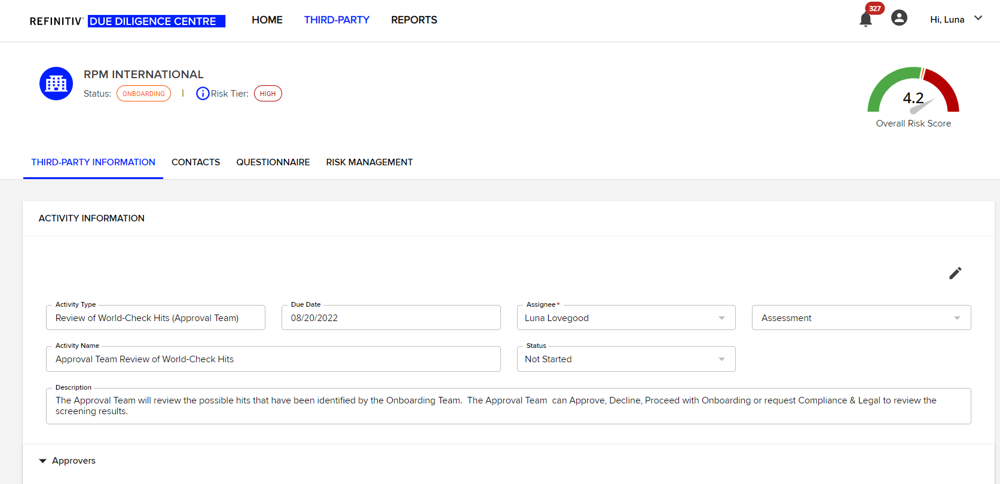 REFINITIV DUE DILIGENCE CENTRE HOME THIRD-PARTY REPORTS 327 Hi, Luna
RPM INTERNATIONAL
Status: ONBOARDING | Risk Tier: HIGH
4.2
Overall Risk Score
THIRD-PARTY INFORMATION CONTACTS QUESTIONNAIRE RISK MANAGEMENT
ACTIVITY INFORMATION
Activity Type Due Date Assignee*
Review of World-Check Hits (Approval Team) 08/20/2022 Luna Lovegood Assessment
Activity Name Status
Approval Team Review of World-Check Hits Not Started
Description
The Approval Team will review the possible hits that have been identified by the Onboarding Team.  The Approval Team  can Approve, Decline, Proceed with Onboarding or request Compliance & Legal to review the
screening results.
Approvers